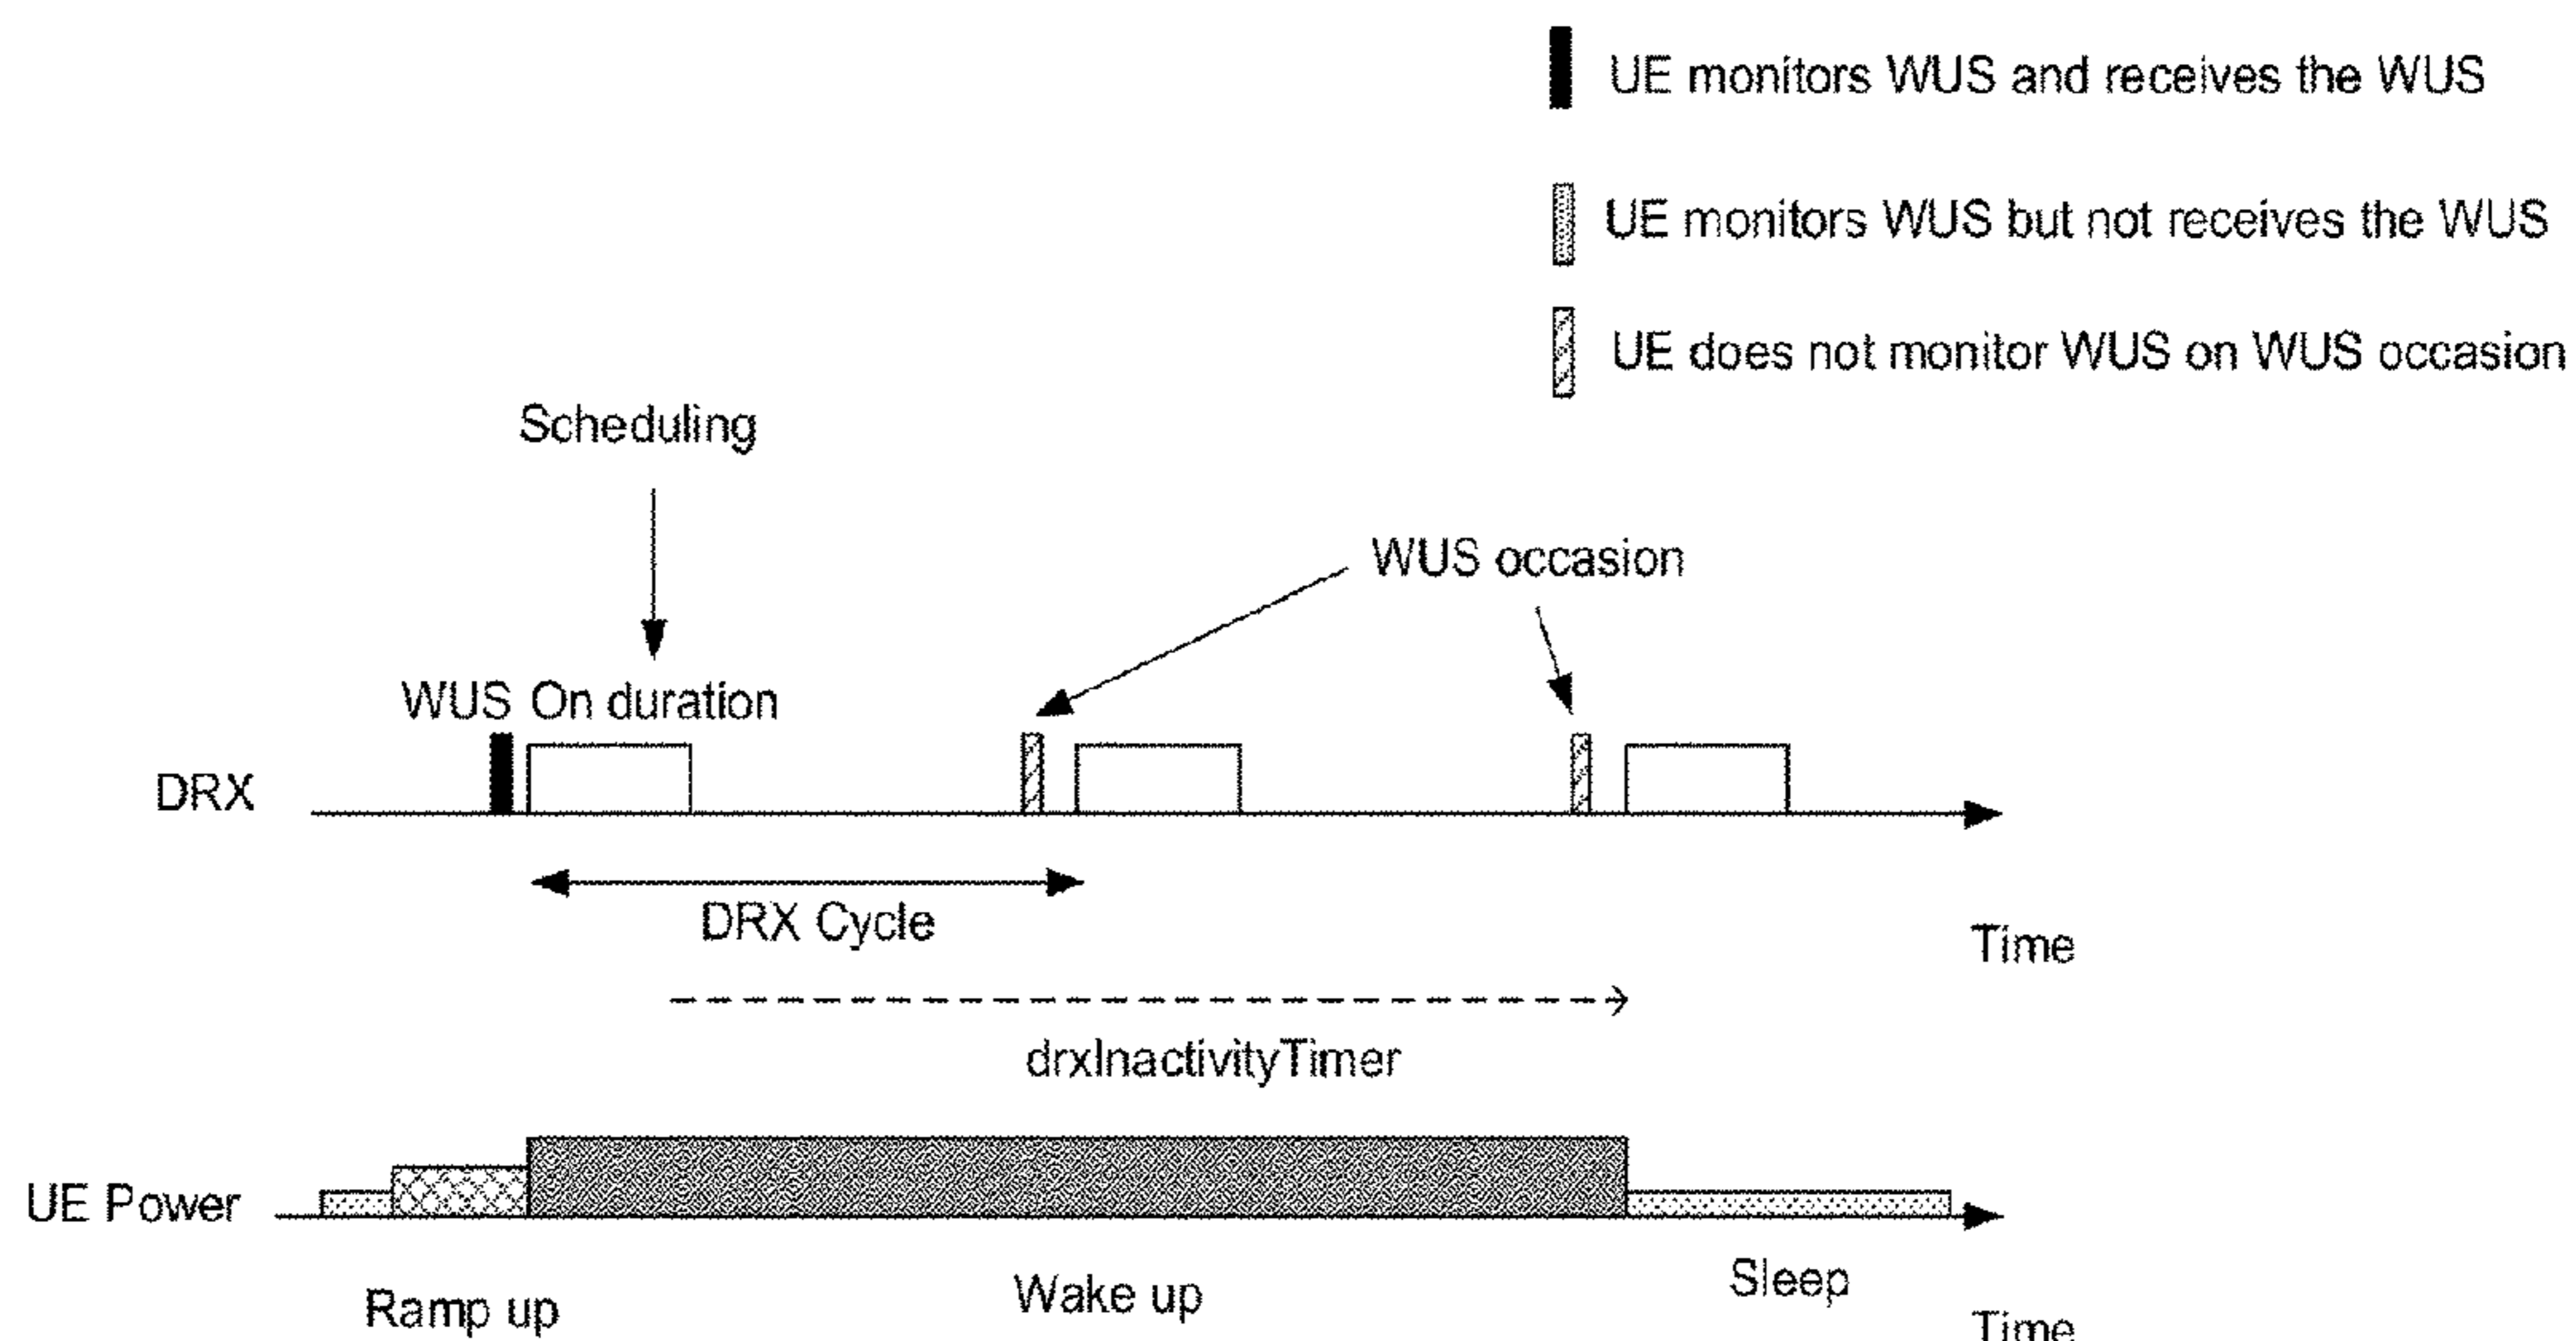 UE monitors WUS and receives the WUS
UE monitors WUS but not receives the WUS
UE does not monitor WUS on WUS occasion
Scheduling
WUS occasion
WUS On duration
DRX
DRX Cycle
Time
drxInactivityTimer
UE Power
Ramp up
Wake up
Sleep
Time